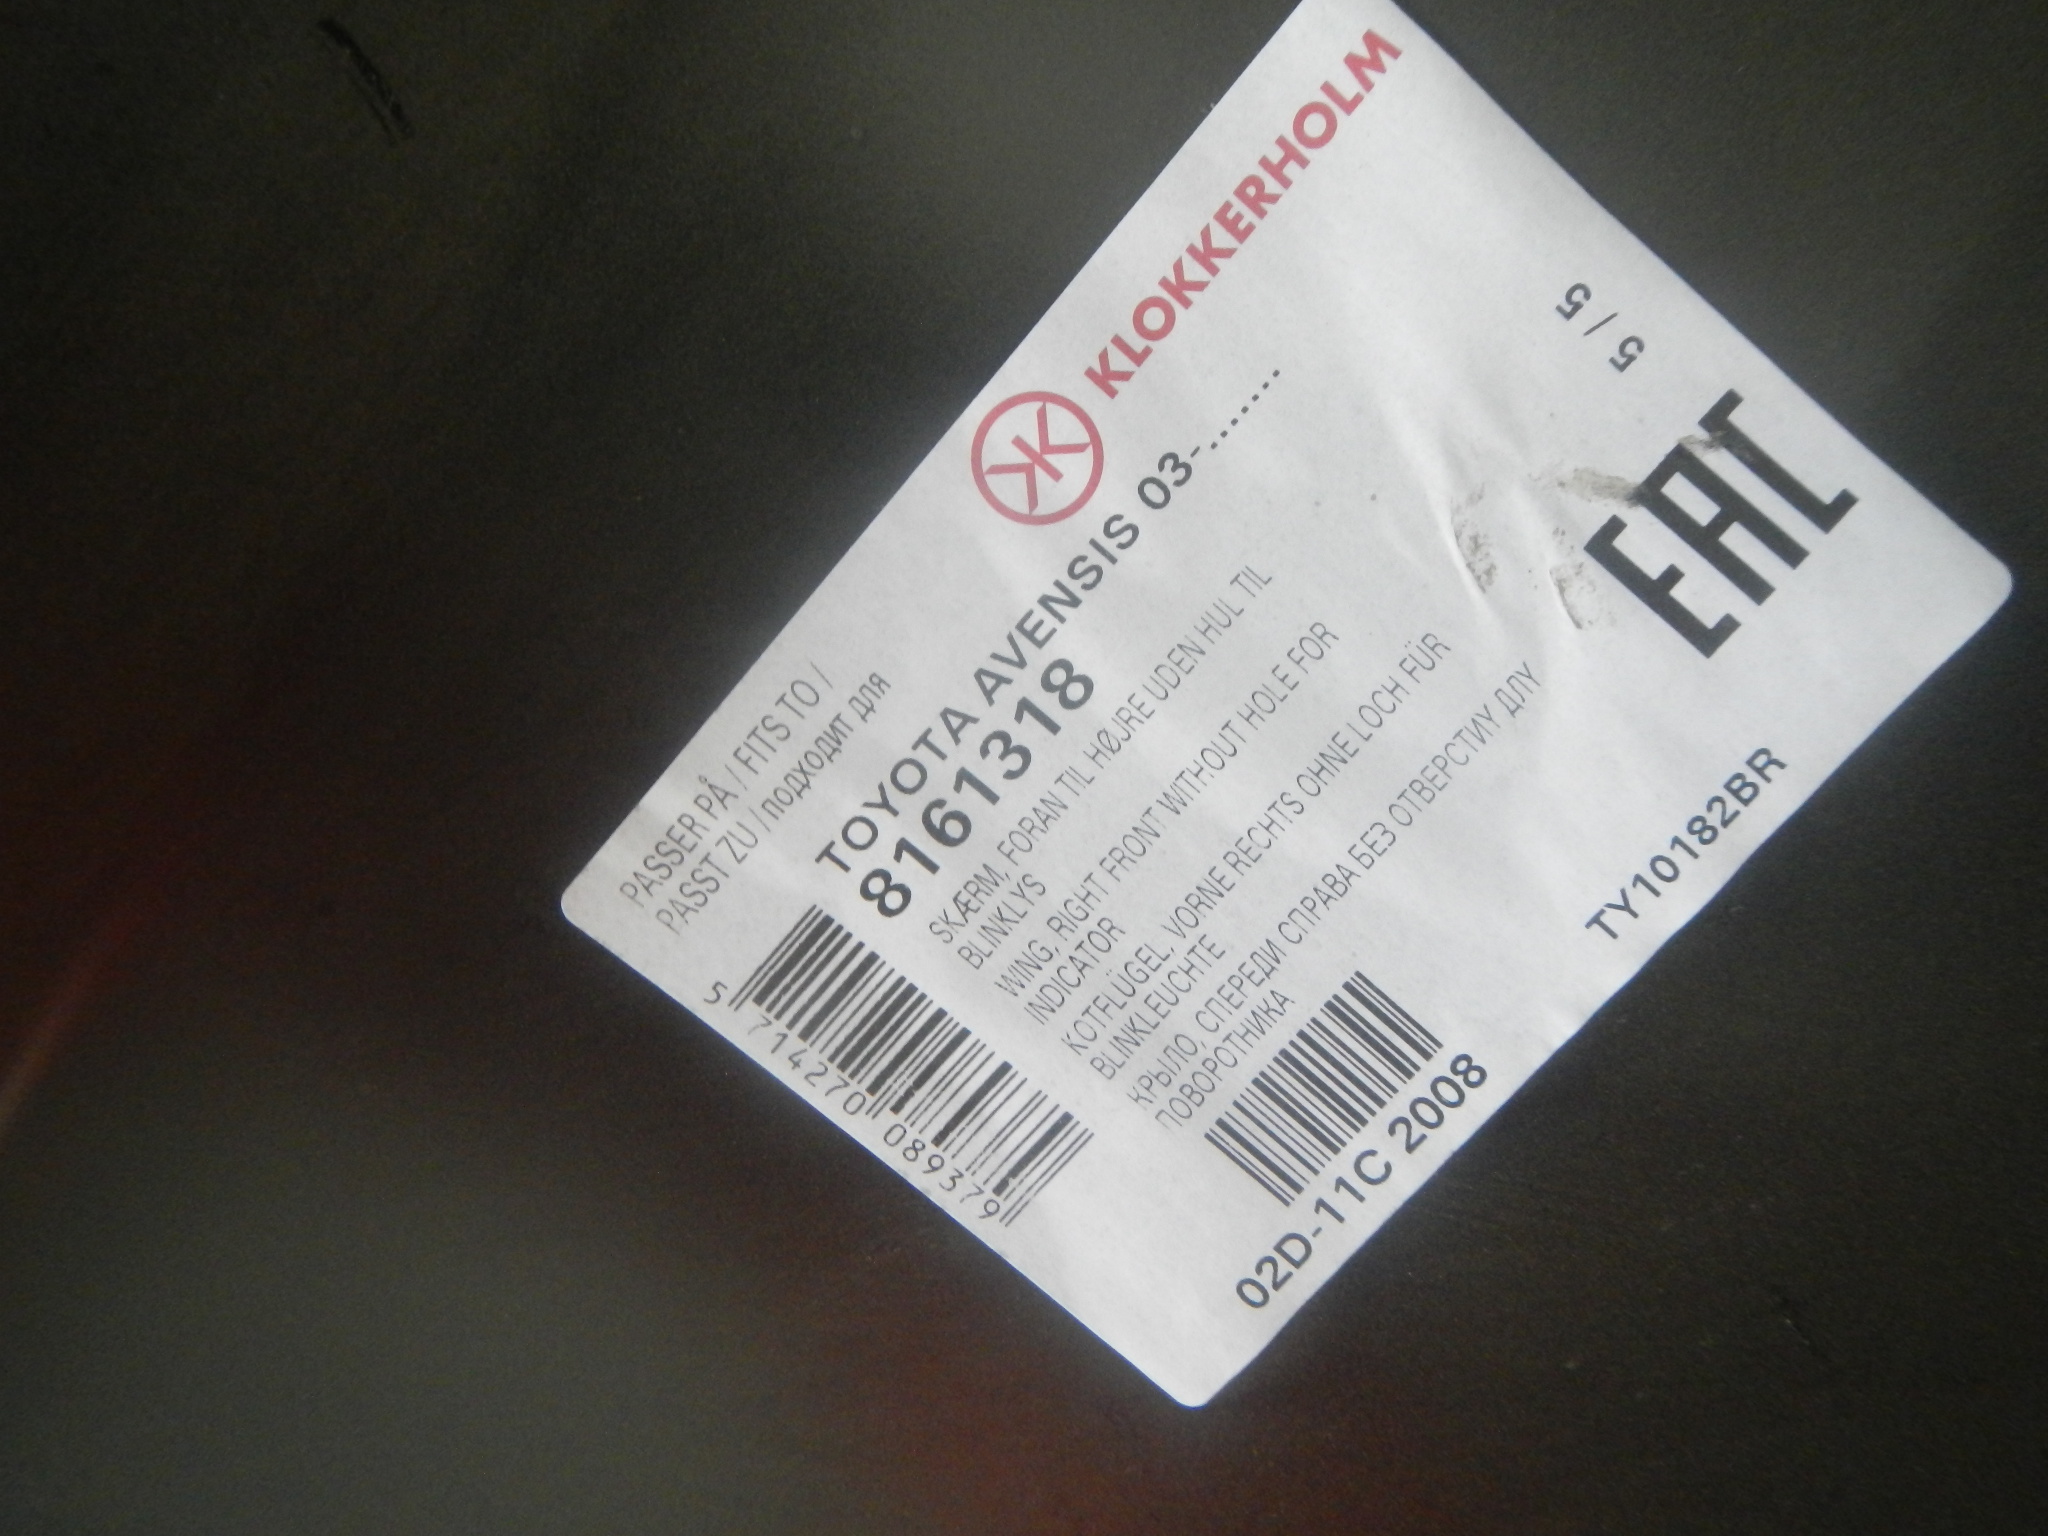 KLOKKERHOLM
PASSER PÅ / FITS TO /
PASST ZU / подходит для
TOYOTA AVENSIS 03-.......
8161318
SKÆRM, FORAN TIL HØJRE UDEN HUL TIL
BLINKLYS
WING, RIGHT FRONT WITHOUT HOLE FOR
INDICATOR
KOTFLÜGEL, VORNE RECHTS OHNE LOCH FÜR
BLINKLEUCHTE
КРЫЛО, СПЕРЕДИ СПРАВА БЕЗ ОТВЕРСТИY ДЛY
ПОВОРОТНИКА
5 714270 089379
5/5
EAC
02D-11C 2008
TY10182BR